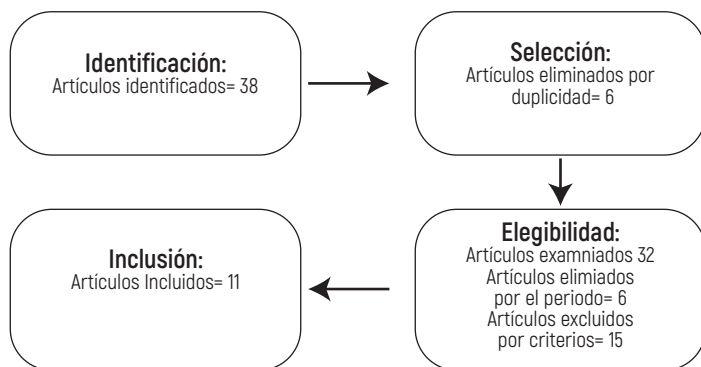 Identificación:
Artículos identificados= 38
Selección:
Artículos eliminados por
duplicidad= 6
Elegibilidad:
Artículos examniados 32
Artículos elimiados
por el periodo= 6
Artículos excluidos
por criterios= 15
Inclusión:
Artículos Incluidos= 11